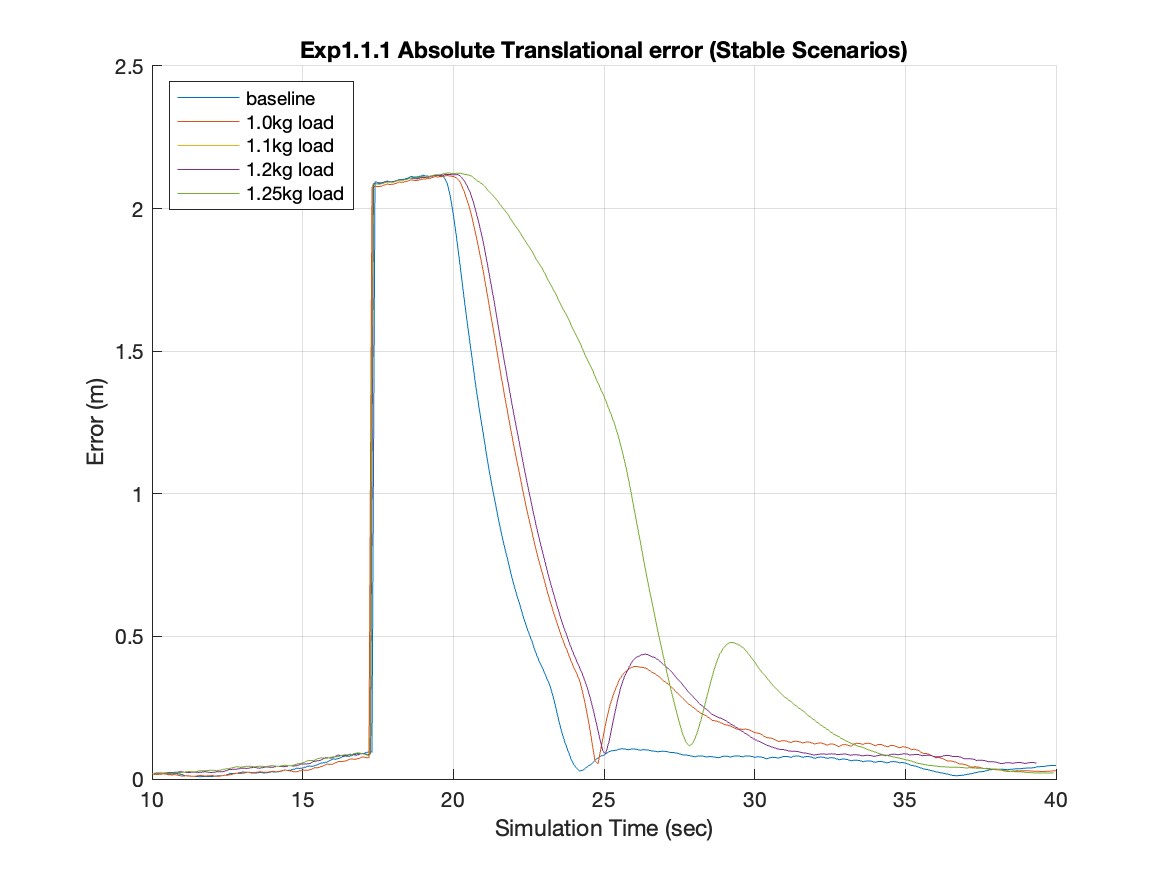 Exp1.1.1 Absolute Translational error (Stable Scenarios)
2.5
baseline
1.0kg load
1.1kg load
1.2kg load
1.25kg load
2
1.5
Error (m)
1
0.5
0
10 15 20 25 30 35 40
Simulation Time (sec)